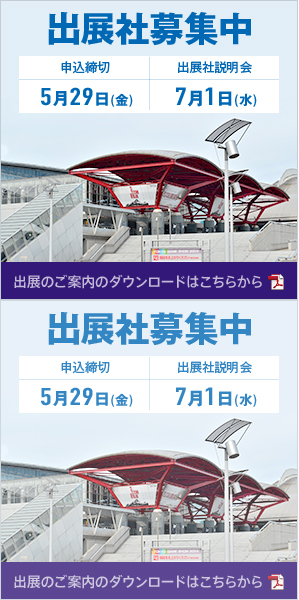 出展社募集中
申込締切 出展社説明会
5月29日(金) 7月1日(水)
出展のご案内のダウンロードはこちらから
出展社募集中
申込締切 出展社説明会
5月29日(金) 7月1日(水)
出展のご案内のダウンロードはこちらから